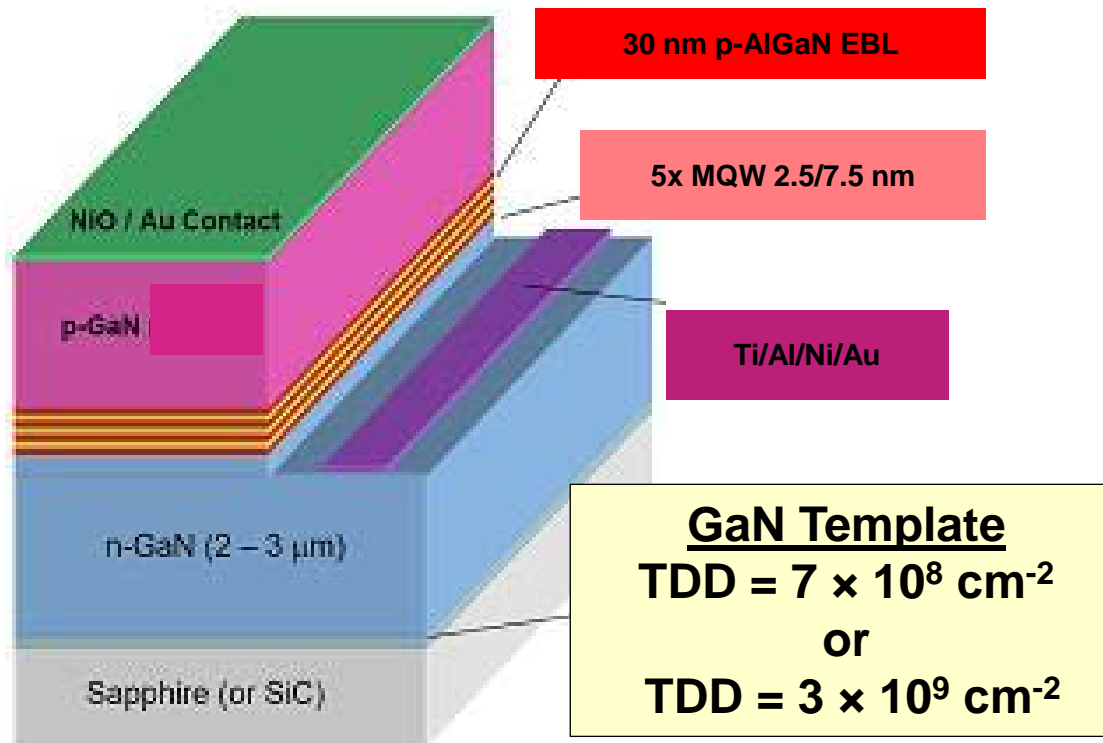 30 nm p-AlGaN EBL
5x MQW 2.5/7.5 nm
NiO / Au Contact
p-GaN
Ti/Al/Ni/Au
n-GaN (2 – 3 μm)
GaN Template
TDD = 7 × 10⁸ cm⁻²
or
TDD = 3 × 10⁹ cm⁻²
Sapphire (or SiC)